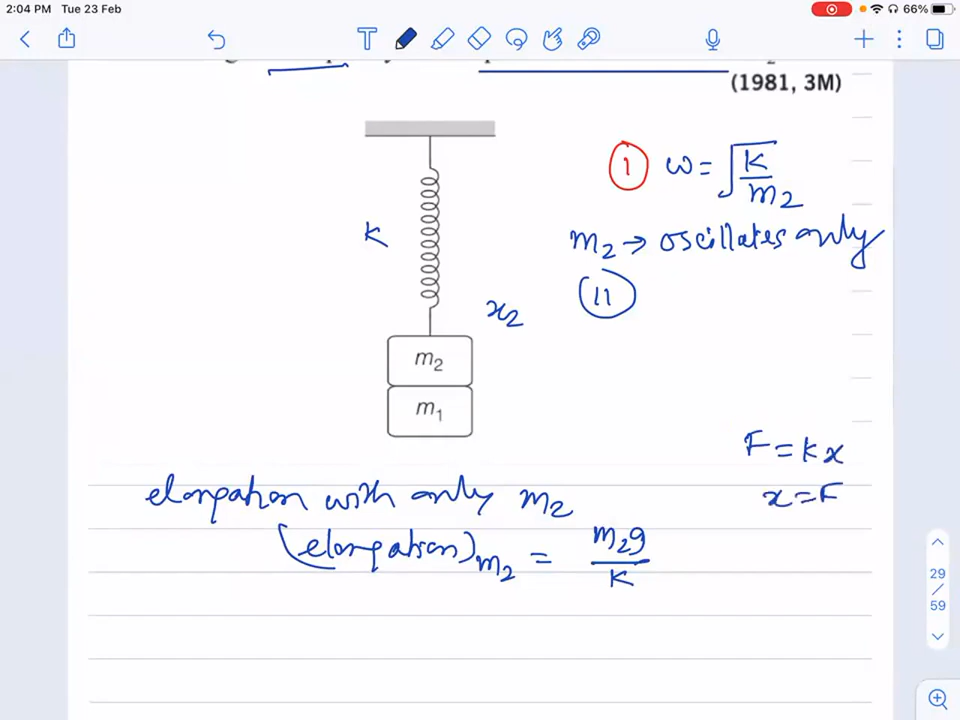 2:04 PM Tue 23 Feb
66%
(1981, 3M)
① ω = √K/m2
K
m2 → oscillates only
⑪
x2
m2
m1
F = kx
x = F
elongation with only m2
(elongation)m2 = m2g/K
29
/
59